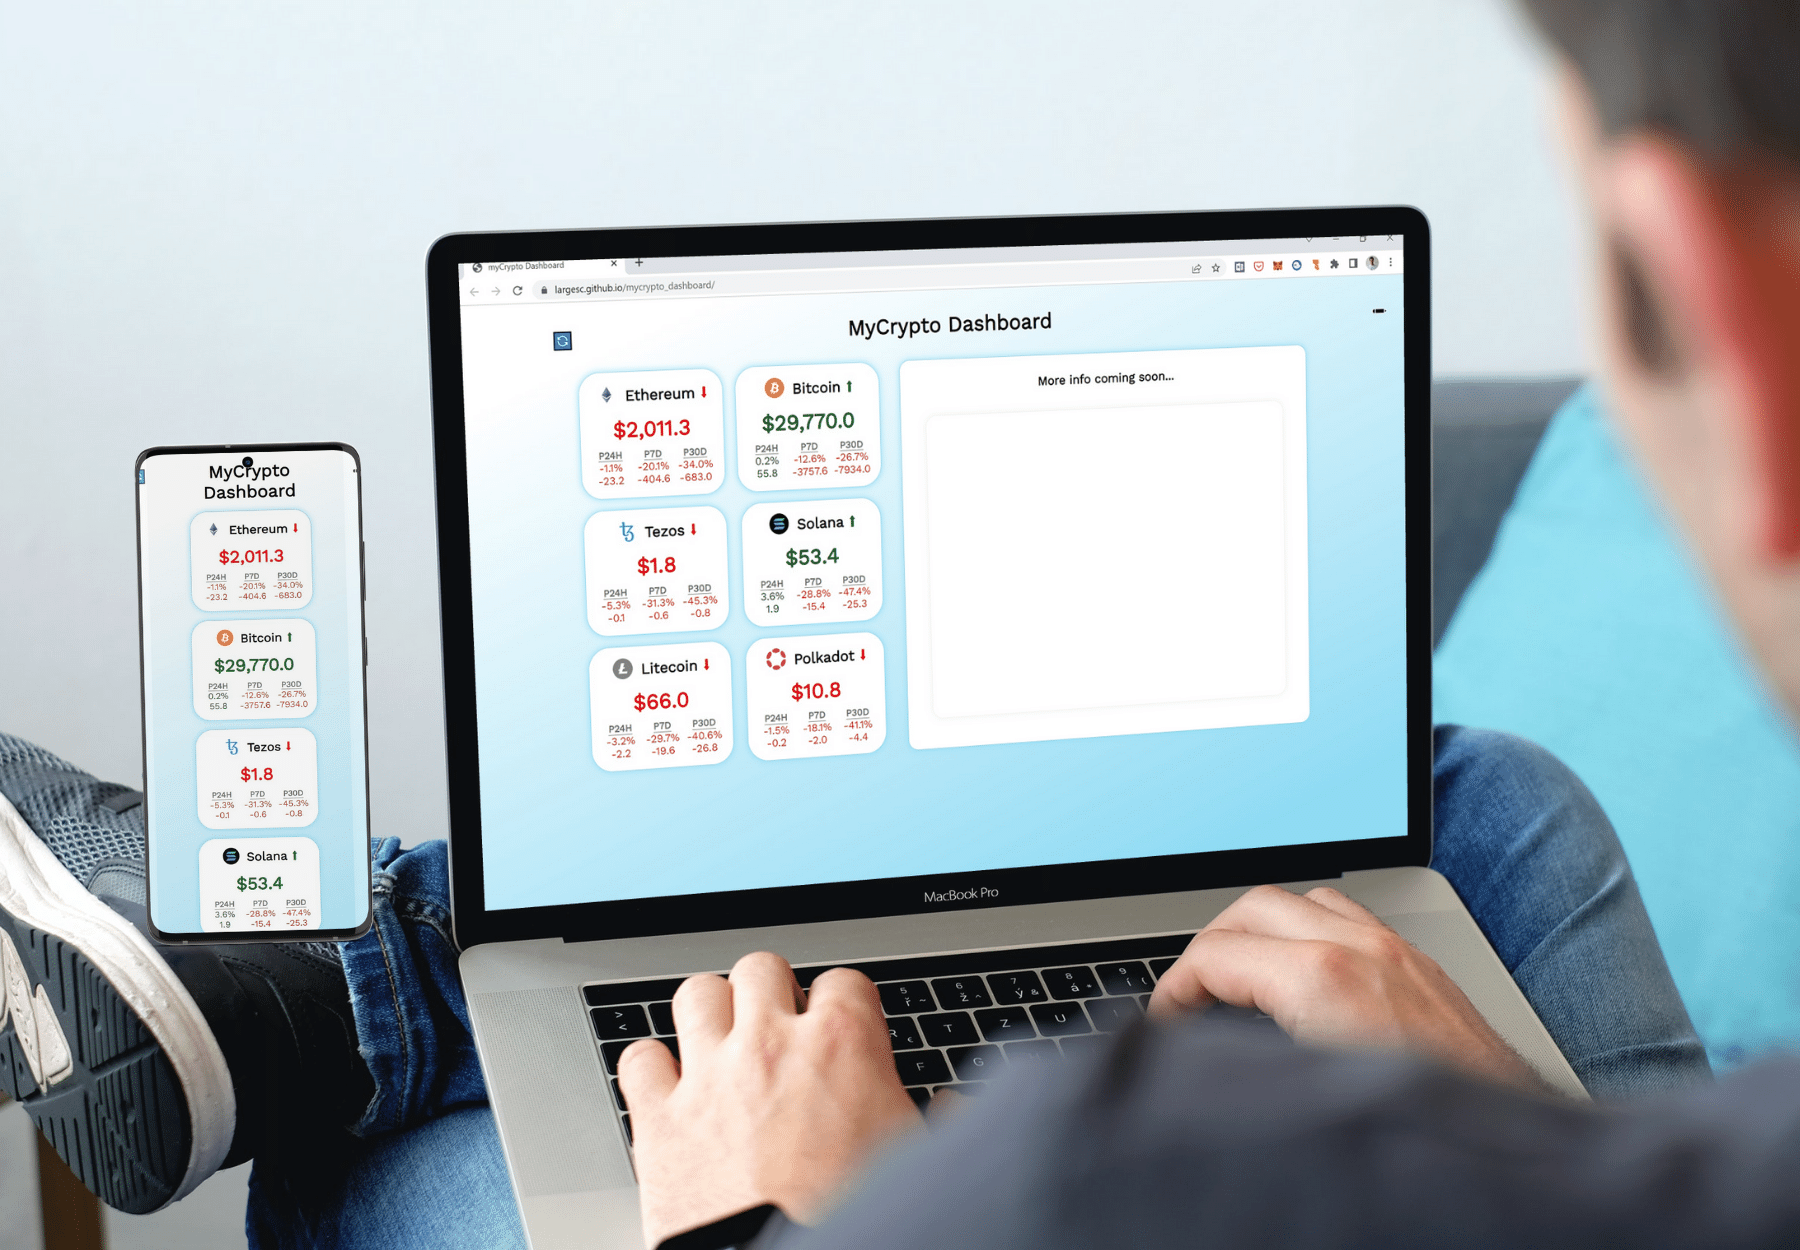 myCrypto Dashboard
largesc.github.io/mycrypto_dashboard/
MyCrypto Dashboard
Ethereum
$2,011.3
P24H P7D P30D
-1.1% -20.1% -34.0%
-23.2 -404.6 -683.0
Bitcoin
$29,770.0
P24H P7D P30D
0.2% -12.6% -26.7%
55.8 -3757.6 -7934.0
Tezos
$1.8
P24H P7D P30D
-5.3% -31.3% -45.3%
-0.1 -0.6 -0.8
Solana
$53.4
P24H P7D P30D
3.6% -28.8% -47.4%
1.9 -15.4 -25.3
Litecoin
$66.0
P24H P7D P30D
-3.2% -29.7% -40.6%
-2.2 -19.6 -26.8
Polkadot
$10.8
P24H P7D P30D
-1.5% -18.1% -41.1%
-0.2 -2.0 -4.4
More info coming soon...
MacBook Pro
MyCrypto
Dashboard
Ethereum
$2,011.3
P24H P7D P30D
-1.1% -20.1% -34.0%
-23.2 -404.6 -683.0
Bitcoin
$29,770.0
P24H P7D P30D
0.2% -12.6% -26.7%
55.8 -3757.6 -7934.0
Tezos
$1.8
P24H P7D P30D
-5.3% -31.3% -45.3%
-0.1 -0.6 -0.8
Solana
$53.4
P24H P7D P30D
3.6% -28.8% -47.4%
1.9 -15.4 -25.3
5 6 7 8 9
ř ž ý & á í (
R € T Z U
F G